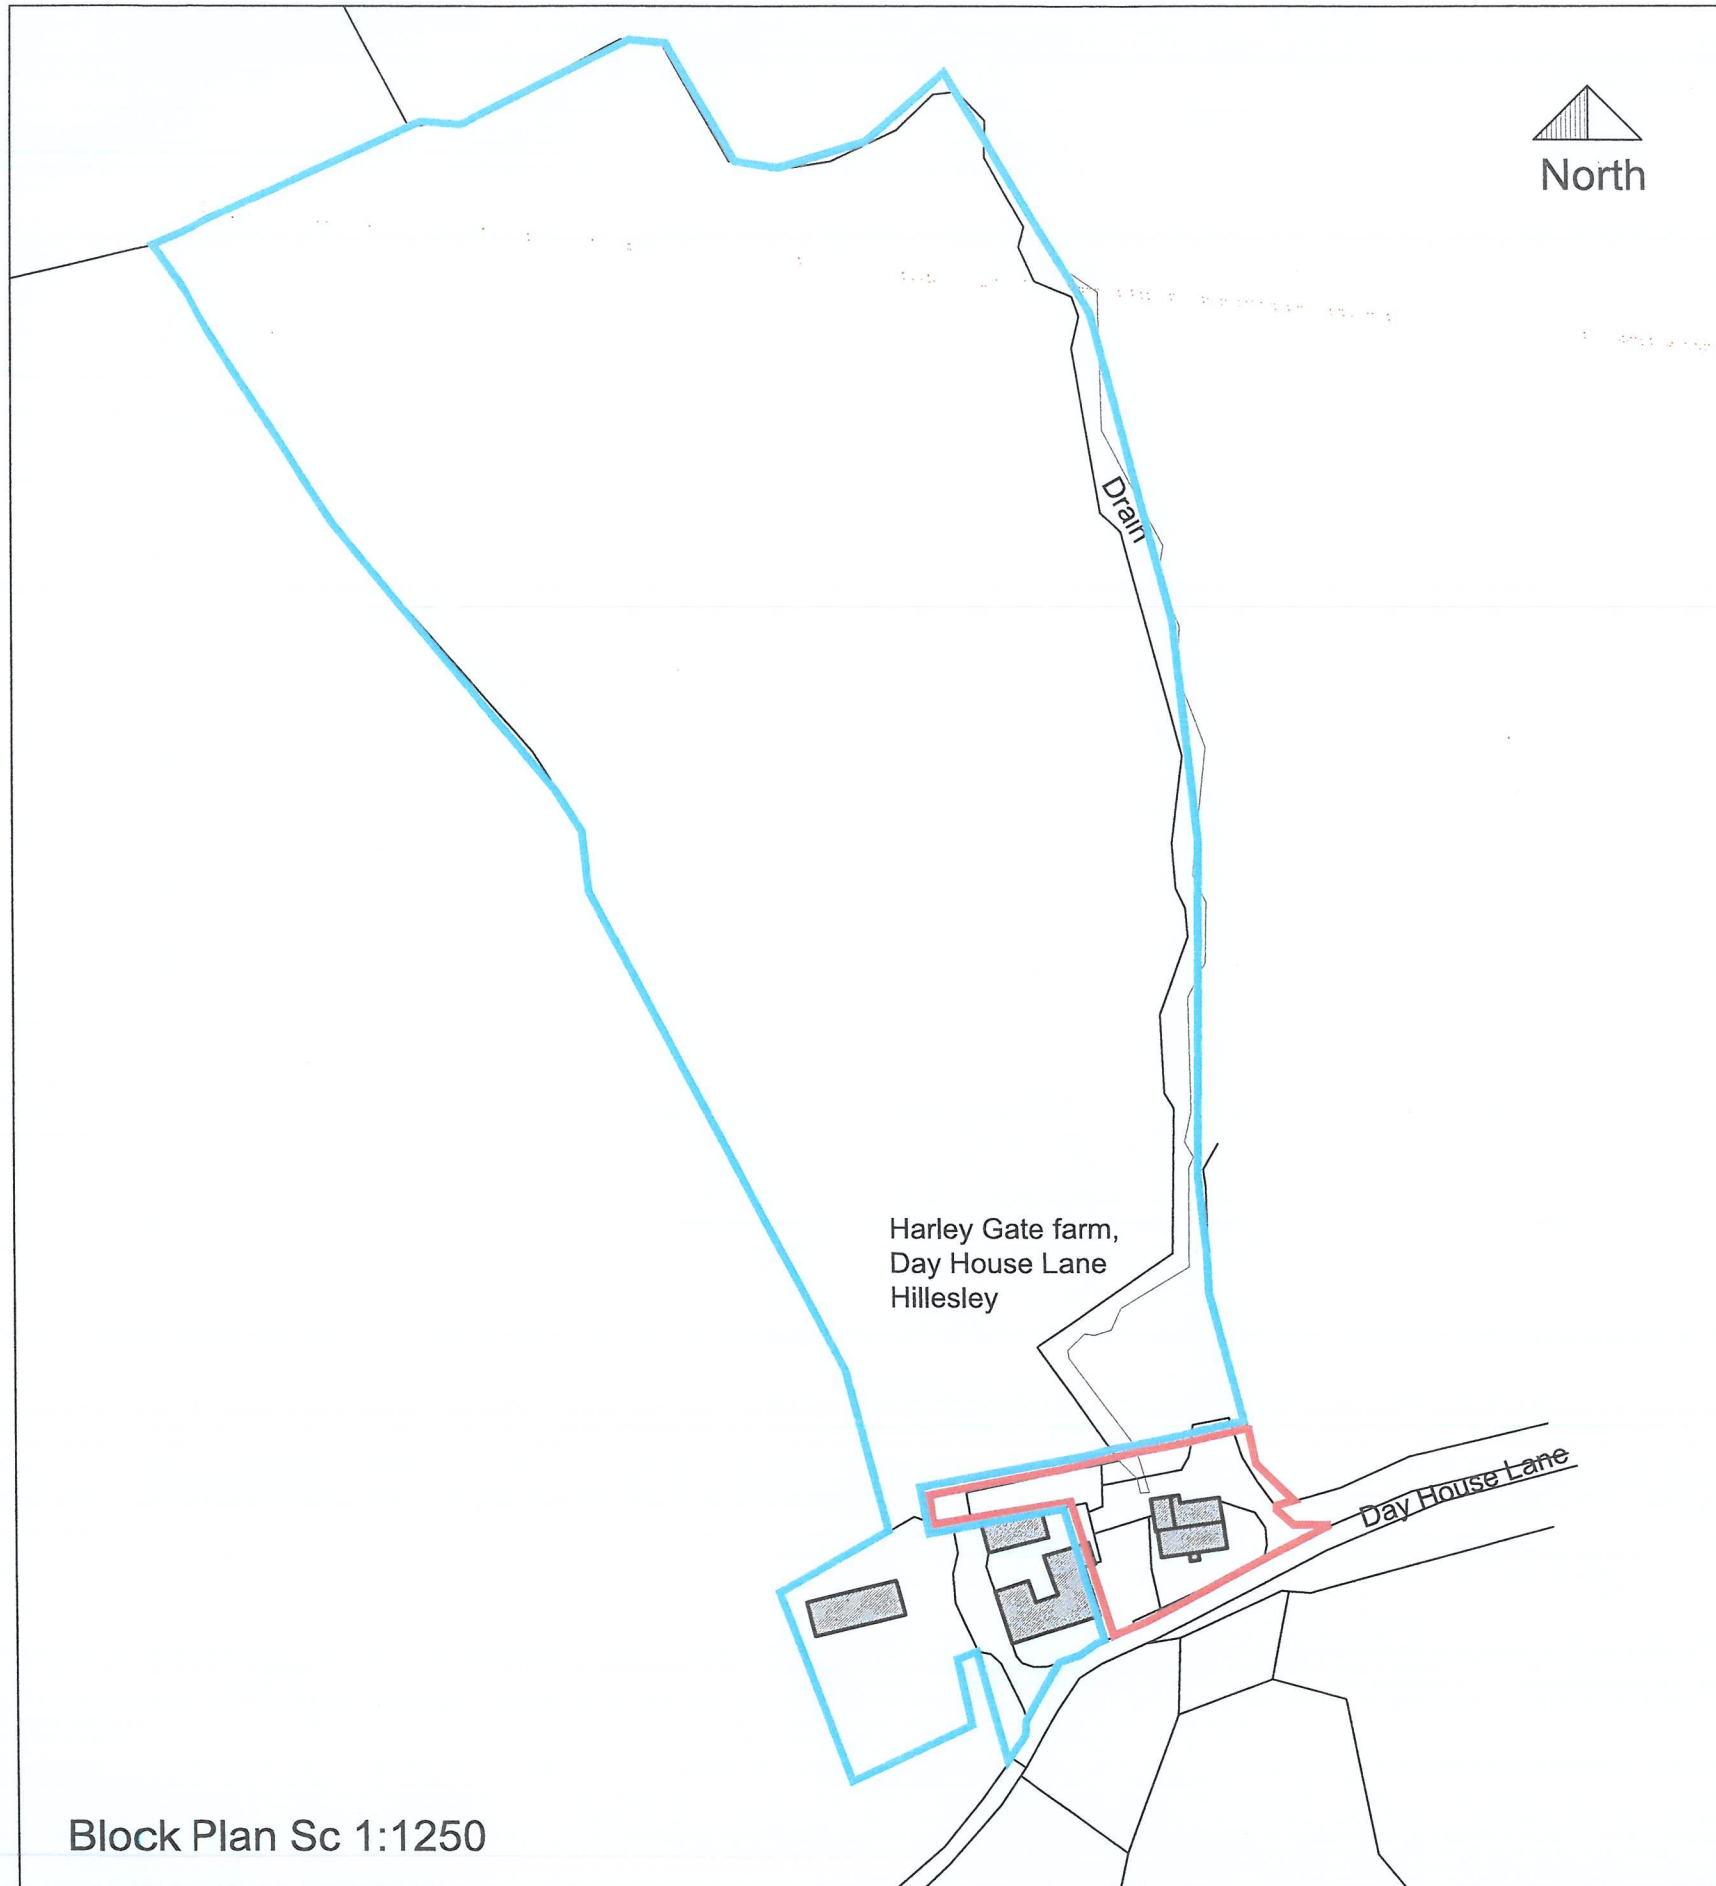 North
Drain
Harley Gate farm,
Day House Lane
Hillesley
Day House Lane
Block Plan Sc 1:1250